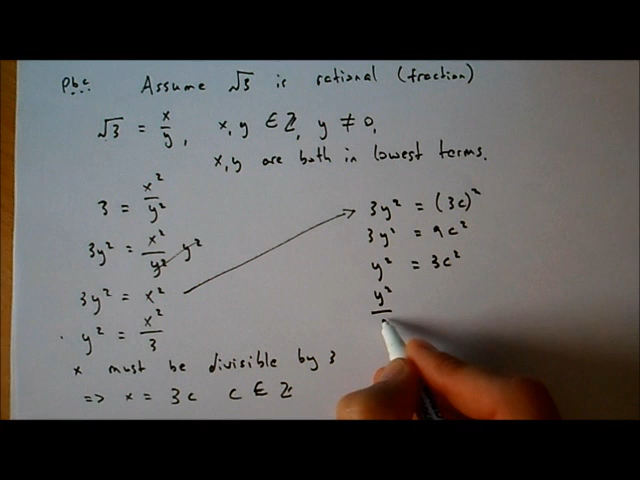 Pbc Assume √3 is rational (fraction)
√3 = x/y, x, y ∈ ℤ, y ≠ 0,
x, y are both in lowest terms.
3 = x²/y²
3y² = x²/y² y²
3y² = x²
y² = x²/3
x must be divisible by 3
=> x = 3c c ∈ ℤ
3y² = (3c)²
3y² = 9c²
y² = 3c²
y²